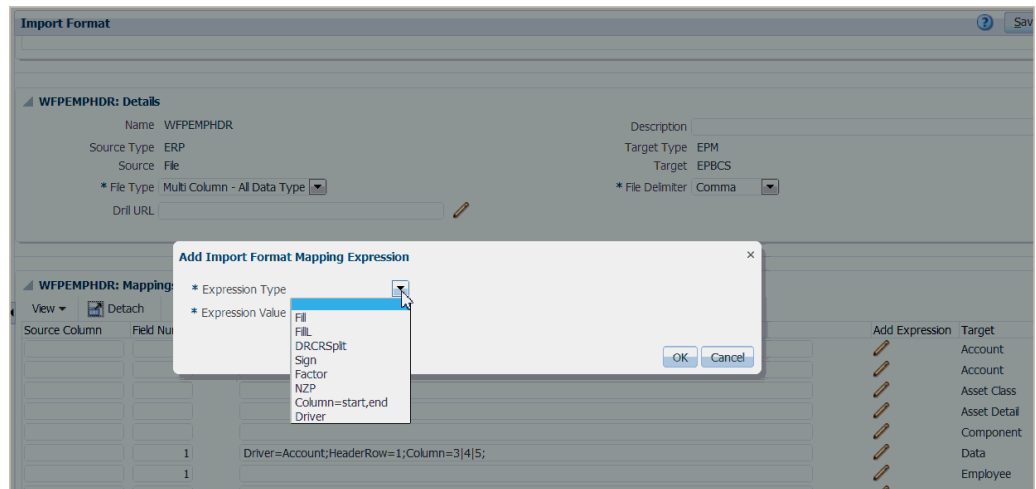 Import Format
Sav
WFPEMPHDR: Details
Name WFPEMPHDR
Description
Source Type ERP
Target Type EPM
Source File
Target EPBCS
* File Type Multi Column - All Data Type
* File Delimiter Comma
Drill URL
Add Import Format Mapping Expression
* Expression Type
* Expression Value
Fill
FillL
DRCRSplit
Sign
Factor
NZP
Column=start,end
Driver
OK Cancel
WFPEMPHDR: Mapping
View Detach
Source Column Field Nu Add Expression Target
Account
Account
Asset Class
Asset Detail
Component
1 Driver=Account;HeaderRow=1;Column=3|4|5; Data
1 Employee